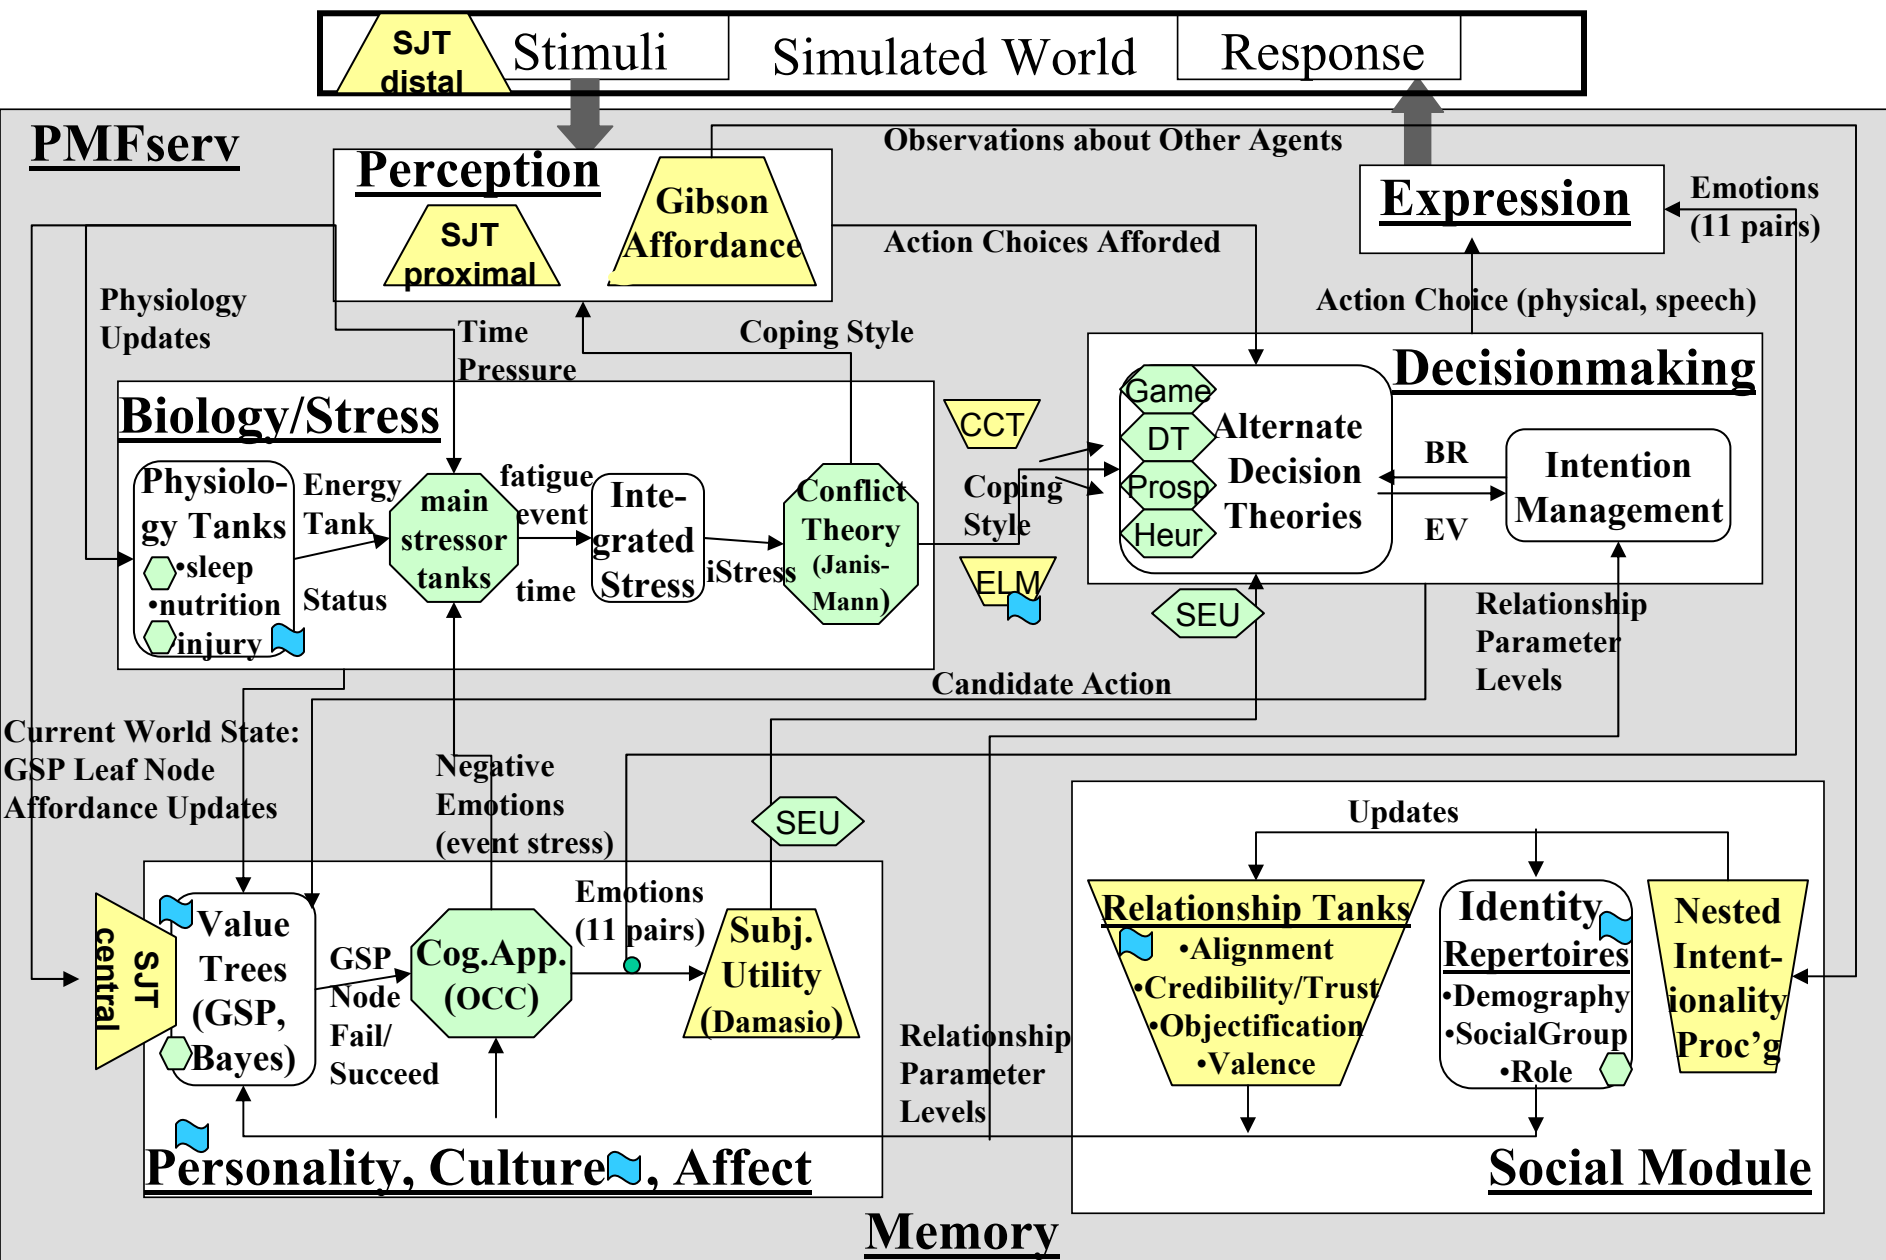 SJT
distal
Stimuli
Simulated World
Response
PMFserv
Observations about Other Agents
Perception
SJT
proximal
Gibson
Affordance
Action Choices Afforded
Expression
Emotions
(11 pairs)
Physiology
Updates
Time
Pressure
Coping Style
Action Choice (physical, speech)
Biology/Stress
Physiolo-
gy Tanks
•sleep
•nutrition
•injury
Energy
Tank
Status
main
stressor
tanks
fatigue
event
time
Inte-
grated
Stress
iStress
Conflict
Theory
(Janis-
Mann)
CCT
Coping
Style
ELM
Decisionmaking
Game
DT
Prosp
Heur
Alternate
Decision
Theories
BR
EV
Intention
Management
SEU
Relationship
Parameter
Levels
Candidate Action
Current World State:
GSP Leaf Node
Affordance Updates
Negative
Emotions
(event stress)
SEU
SJT
central
Value
Trees
(GSP,
Bayes)
GSP
Node
Fail/
Succeed
Cog.App.
(OCC)
Emotions
(11 pairs)
Subj.
Utility
(Damasio)
Relationship
Parameter
Levels
Personality, Culture, Affect
Updates
Relationship Tanks
•Alignment
•Credibility/Trust
•Objectification
•Valence
Identity
Repertoires
•Demography
•SocialGroup
•Role
Nested
Intent-
ionality
Proc’g
Social Module
Memory